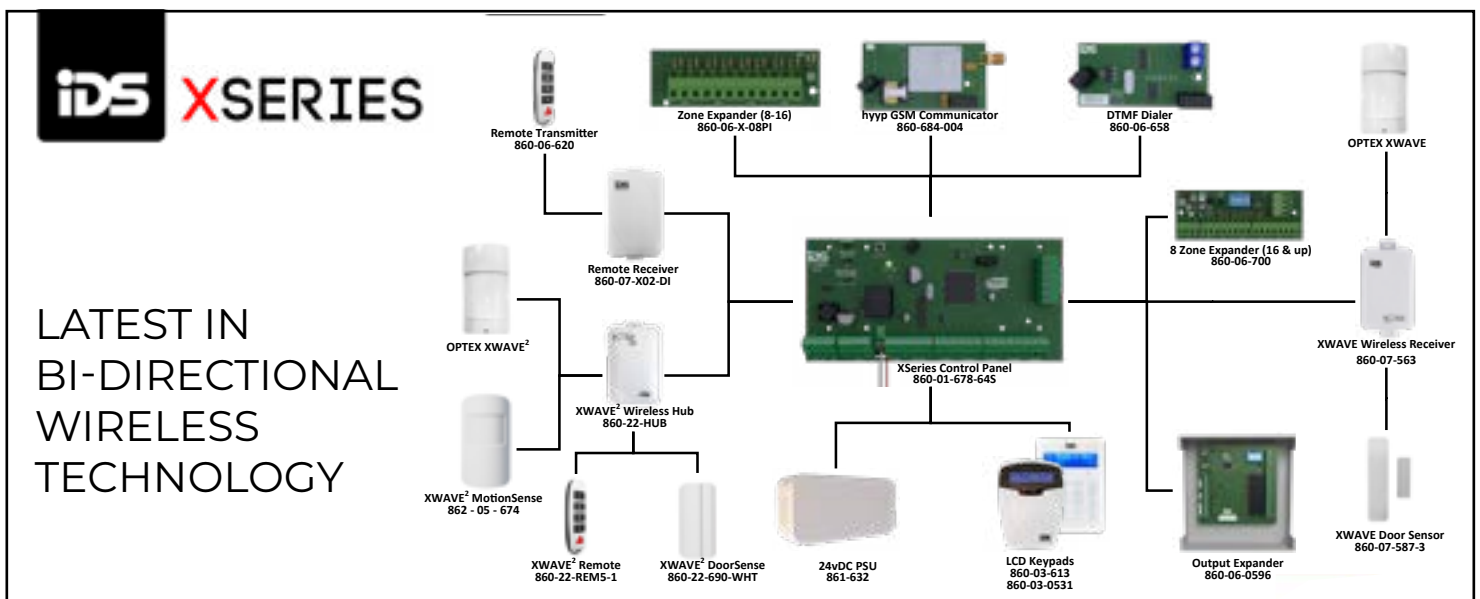 iDS XSERIES
LATEST IN
BI-DIRECTIONAL
WIRELESS
TECHNOLOGY
Remote Transmitter
860-06-620
Zone Expander (8-16)
860-06-X-08PI
hyyp GSM Communicator
860-684-004
DTMF Dialer
860-06-658
OPTEX XWAVE
Remote Receiver
860-07-X02-DI
8 Zone Expander (16 & up)
860-06-700
OPTEX XWAVE²
XSeries Control Panel
860-01-678-64S
XWAVE Wireless Receiver
860-07-563
XWAVE² Wireless Hub
860-22-HUB
XWAVE² MotionSense
862 - 05 - 674
XWAVE² Remote
860-22-REM5-1
XWAVE² DoorSense
860-22-690-WHT
24vDC PSU
861-632
LCD Keypads
860-03-613
860-03-0531
Output Expander
860-06-0596
XWAVE Door Sensor
860-07-587-3